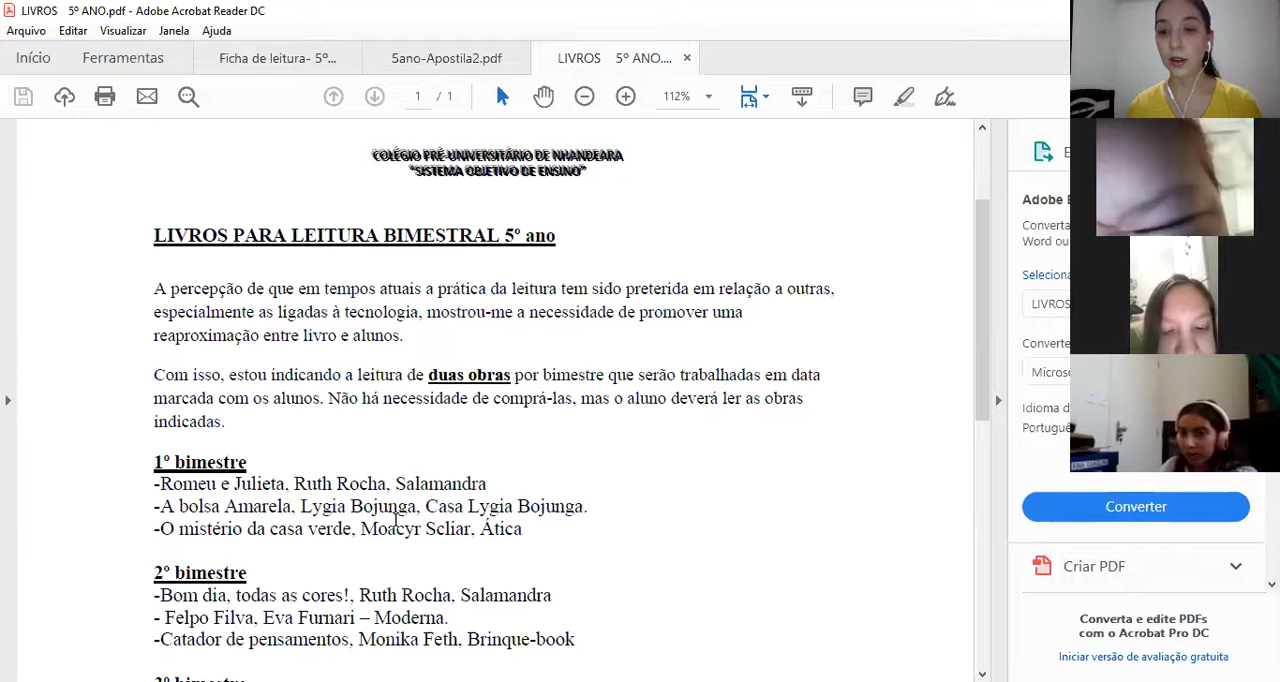 LIVROS 5º ANO.pdf - Adobe Acrobat Reader DC
Arquivo Editar Visualizar Janela Ajuda
Início Ferramentas Ficha de leitura- 5º... 5ano-Apostila2.pdf LIVROS 5º ANO.... ×
1 / 1 112%
COLÉGIO PRÉ-UNIVERSITÁRIO DE NHANDEARA
“SISTEMA OBJETIVO DE ENSINO”
LIVROS PARA LEITURA BIMESTRAL 5º ano
A percepção de que em tempos atuais a prática da leitura tem sido preterida em relação a outras,
especialmente as ligadas à tecnologia, mostrou-me a necessidade de promover uma
reaproximação entre livro e alunos.
Com isso, estou indicando a leitura de duas obras por bimestre que serão trabalhadas em data
marcada com os alunos. Não há necessidade de comprá-las, mas o aluno deverá ler as obras
indicadas.
1º bimestre
-Romeu e Julieta, Ruth Rocha, Salamandra
-A bolsa Amarela, Lygia Bojunga, Casa Lygia Bojunga.
-O mistério da casa verde, Moacyr Scliar, Ática
2º bimestre
-Bom dia, todas as cores!, Ruth Rocha, Salamandra
- Felpo Filva, Eva Furnari – Moderna.
-Catador de pensamentos, Monika Feth, Brinque-book
Adobe E
Converta
Word ou
Seleciona
LIVROS
Converte
Micros
Idioma d
Portuguê
Converter
Criar PDF
Converta e edite PDFs
com o Acrobat Pro DC
Iniciar versão de avaliação gratuita